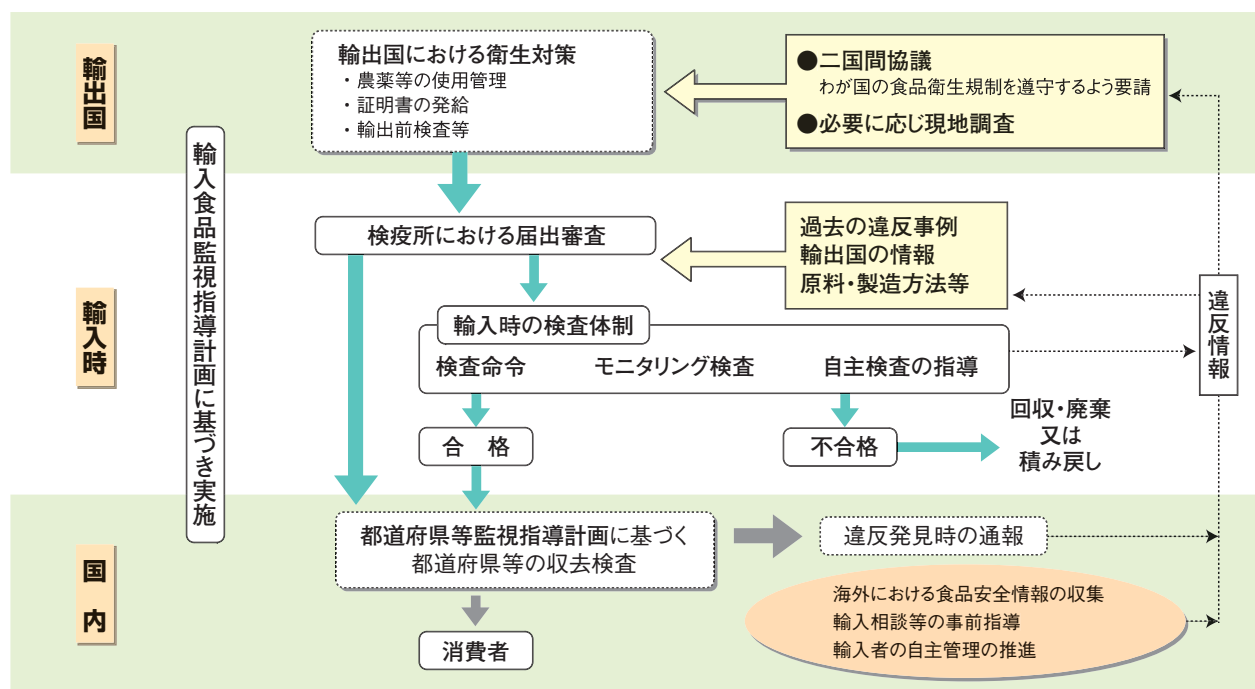 輸出国
輸出国における衛生対策
・農薬等の使用管理
・証明書の発給
・輸出前検査等
●二国間協議
わが国の食品衛生規制を遵守するよう要請
●必要に応じ現地調査
輸入食品監視指導計画に基づき実施
輸入時
検疫所における届出審査
過去の違反事例
輸出国の情報
原料・製造方法等
違反情報
輸入時の検査体制
検査命令 モニタリング検査 自主検査の指導
合 格
不合格
回収・廃棄
又は
積み戻し
国内
都道府県等監視指導計画に基づく
都道府県等の収去検査
違反発見時の通報
海外における食品安全情報の収集
輸入相談等の事前指導
輸入者の自主管理の推進
消費者